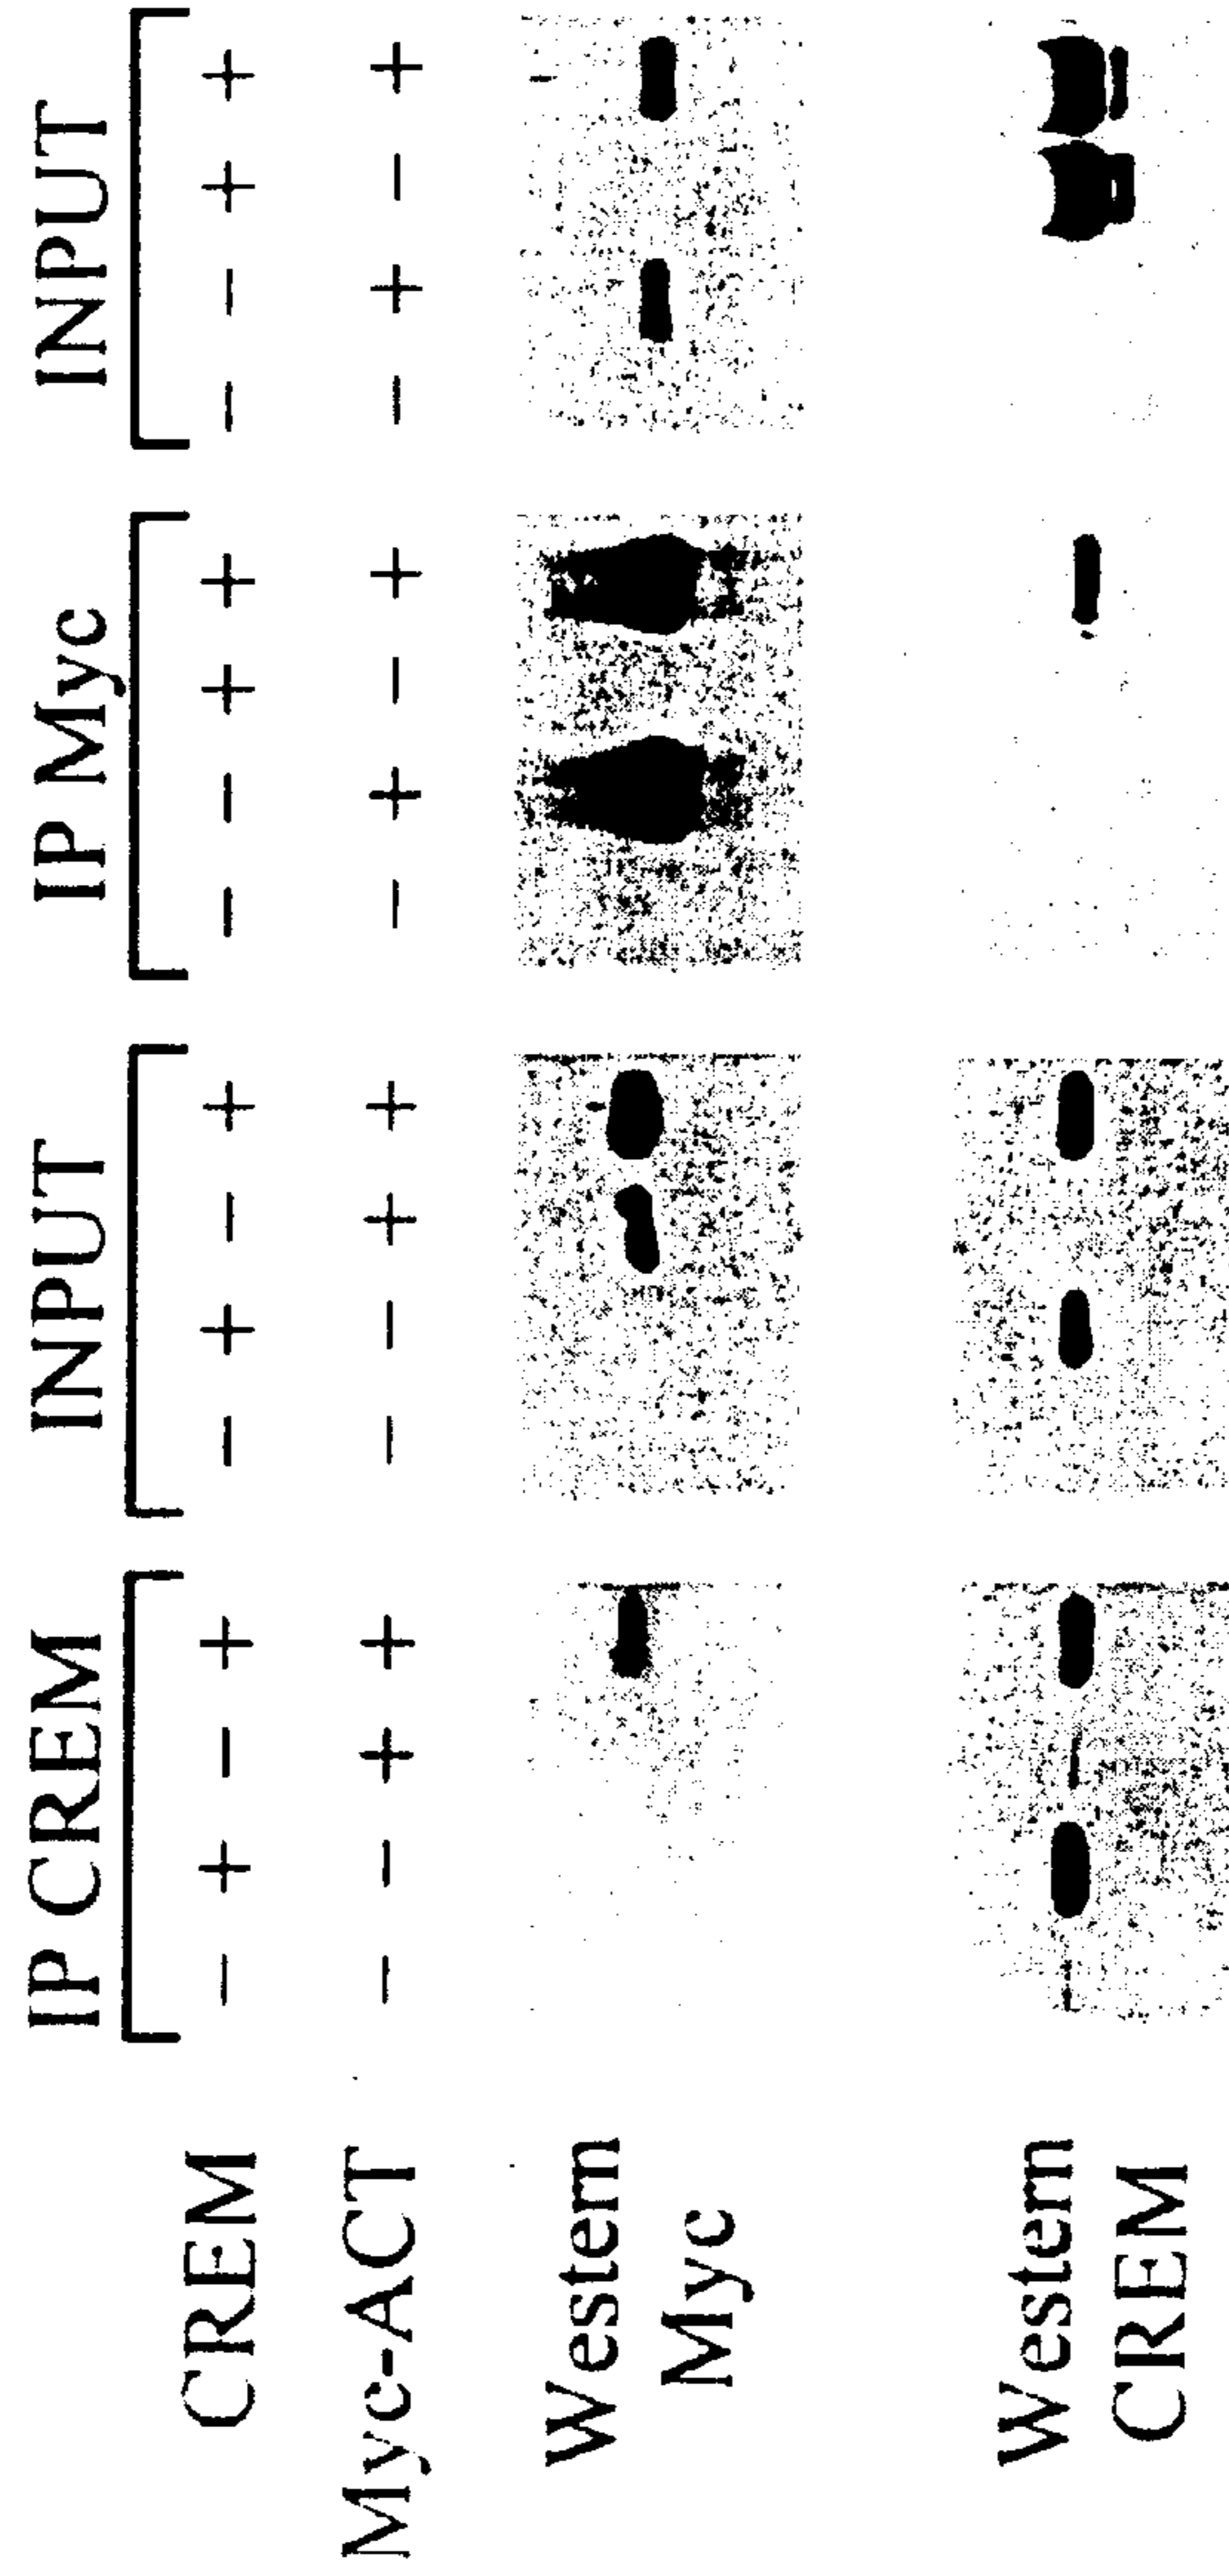 IP CREM INPUT IP Myc INPUT
CREM − + − + − + − + − − + + − − + +
Myc-ACT − − + + − − + + − + − + − + − +
Western
Myc
Western
CREM